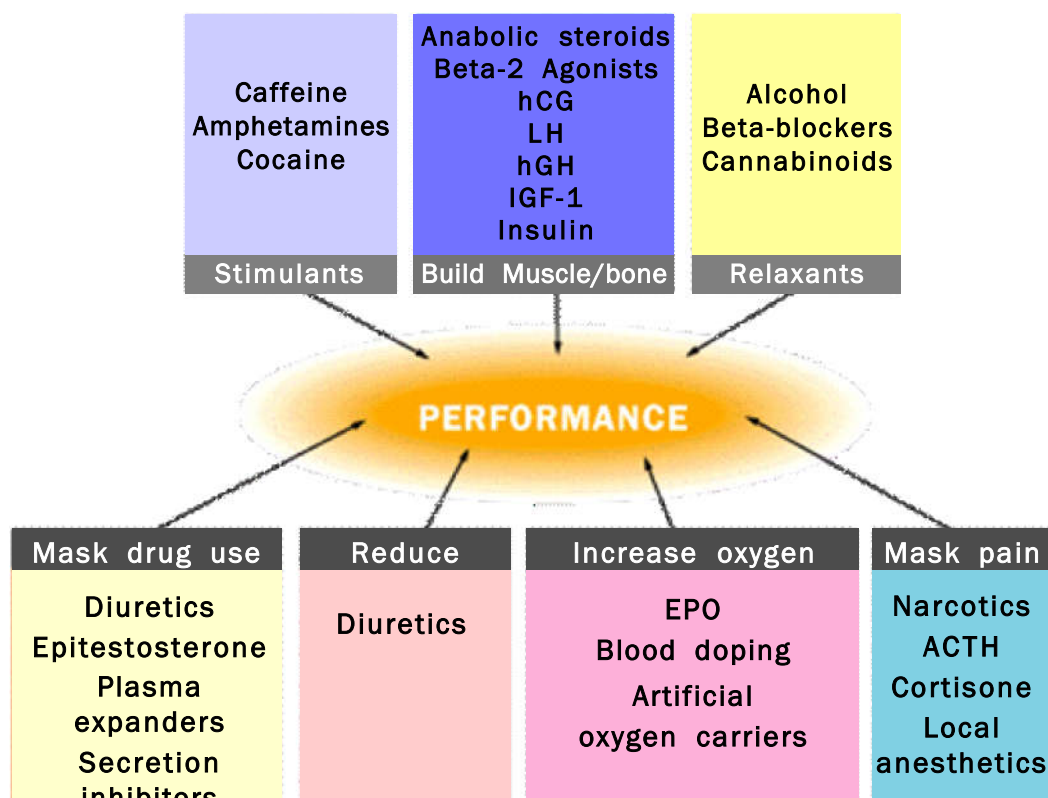 Caffeine
Amphetamines
Cocaine
Stimulants
Anabolic steroids
Beta-2 Agonists
hCG
LH
hGH
IGF-1
Insulin
Build Muscle/bone
Alcohol
Beta-blockers
Cannabinoids
Relaxants
PERFORMANCE
Mask drug use
Diuretics
Epitestosterone
Plasma
expanders
Secretion
inhibitors
Reduce
Diuretics
Increase oxygen
EPO
Blood doping
Artificial
oxygen carriers
Mask pain
Narcotics
ACTH
Cortisone
Local
anesthetics